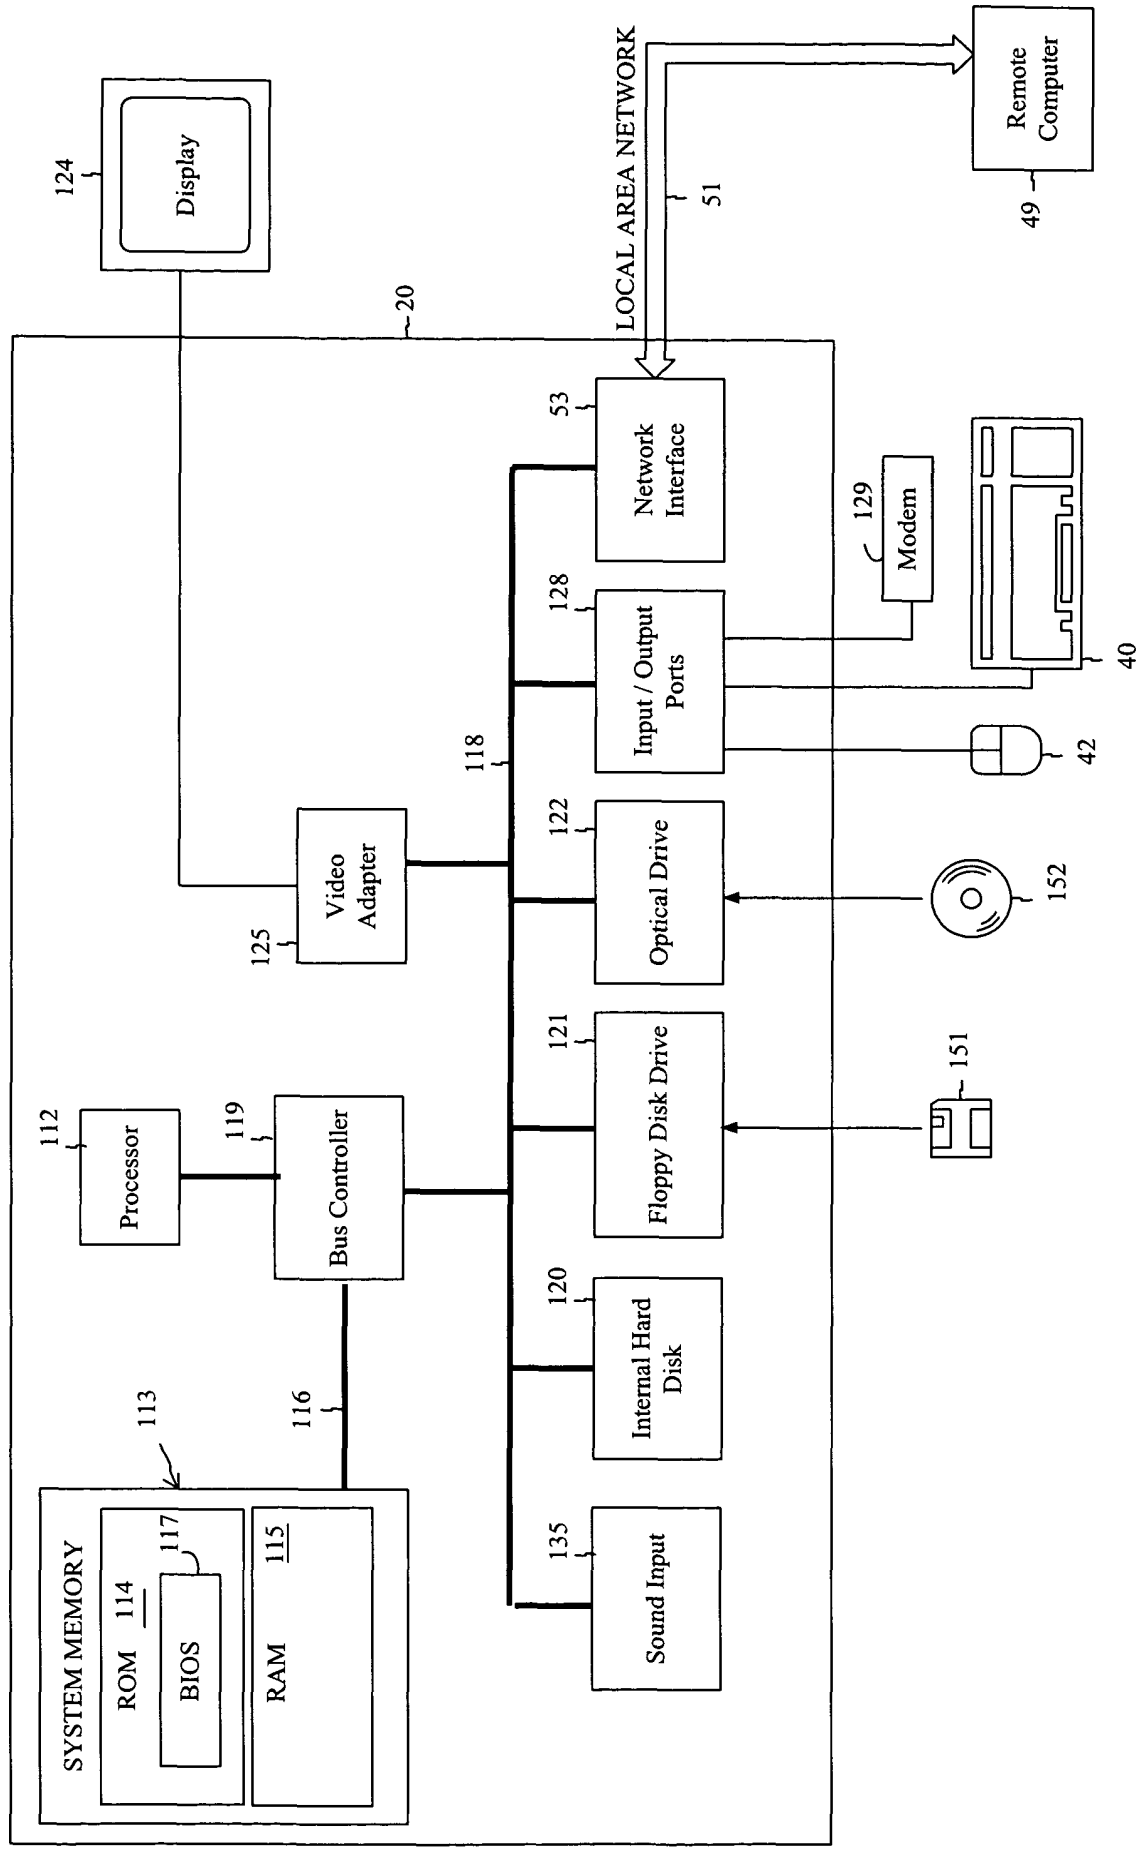 SYSTEM MEMORY
113
ROM 114
117
BIOS
RAM 115
116
112
Processor
119
Bus Controller
125
Video
Adapter
124
Display
20
118
135
Sound Input
120
Internal Hard
Disk
121
Floppy Disk Drive
122
Optical Drive
128
Input / Output
Ports
53
Network
Interface
LOCAL AREA NETWORK
51
129
Modem
151
152
42
40
49
Remote
Computer